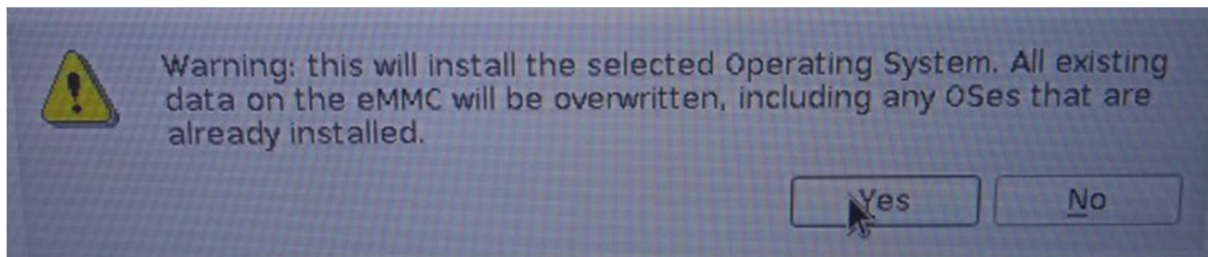 Warning: this will install the selected Operating System. All existing
data on the eMMC will be overwritten, including any OSes that are
already installed.
Yes No